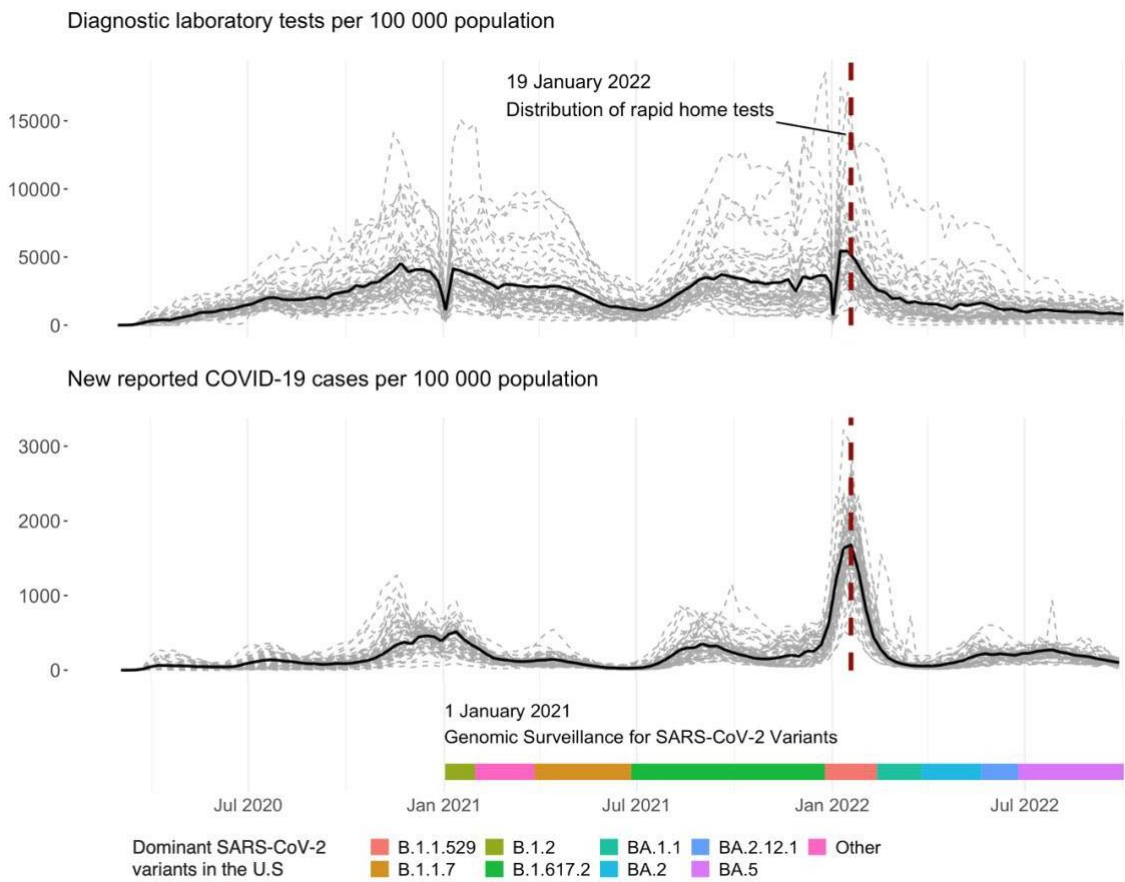 Diagnostic laboratory tests per 100 000 population
19 January 2022
Distribution of rapid home tests
15000
10000
5000
0
New reported COVID-19 cases per 100 000 population
3000
2000
1000
0
1 January 2021
Genomic Surveillance for SARS-CoV-2 Variants
Jul 2020 Jan 2021 Jul 2021 Jan 2022 Jul 2022
Dominant SARS-CoV-2
variants in the U.S
B.1.1.529 B.1.2 BA.1.1 BA.2.12.1 Other
B.1.1.7 B.1.617.2 BA.2 BA.5